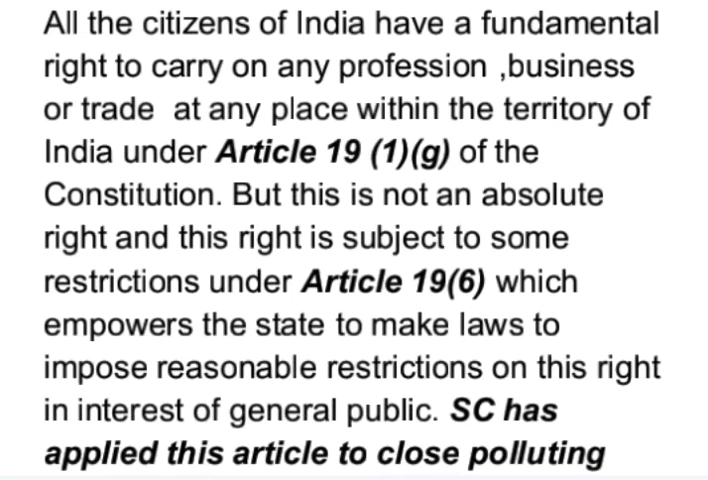 All the citizens of India have a fundamental
right to carry on any profession ,business
or trade  at any place within the territory of
India under Article 19 (1)(g) of the
Constitution. But this is not an absolute
right and this right is subject to some
restrictions under Article 19(6) which
empowers the state to make laws to
impose reasonable restrictions on this right
in interest of general public. SC has
applied this article to close polluting